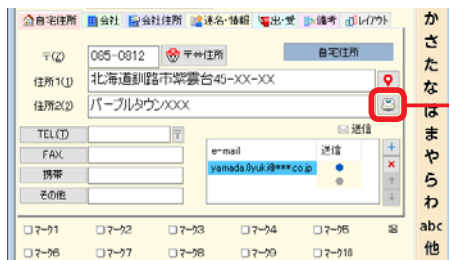 自宅住所 会社 会社住所 連名・情報 出・受 備考 レイアウト
〒(Z) 085-0812 〒⇔住所 自宅住所
住所1(1) 北海道釧路市紫雲台45-XX-XX
住所2(2) パープルタウンXXX
TEL(T) 〒 送信
FAX
携帯
その他
e-mail 送信
マーク1 マーク2 マーク3 マーク4 マーク5
マーク6 マーク7 マーク8 マーク9 マーク10
か
さ
た
な
は
ま
や
ら
わ
abc
他